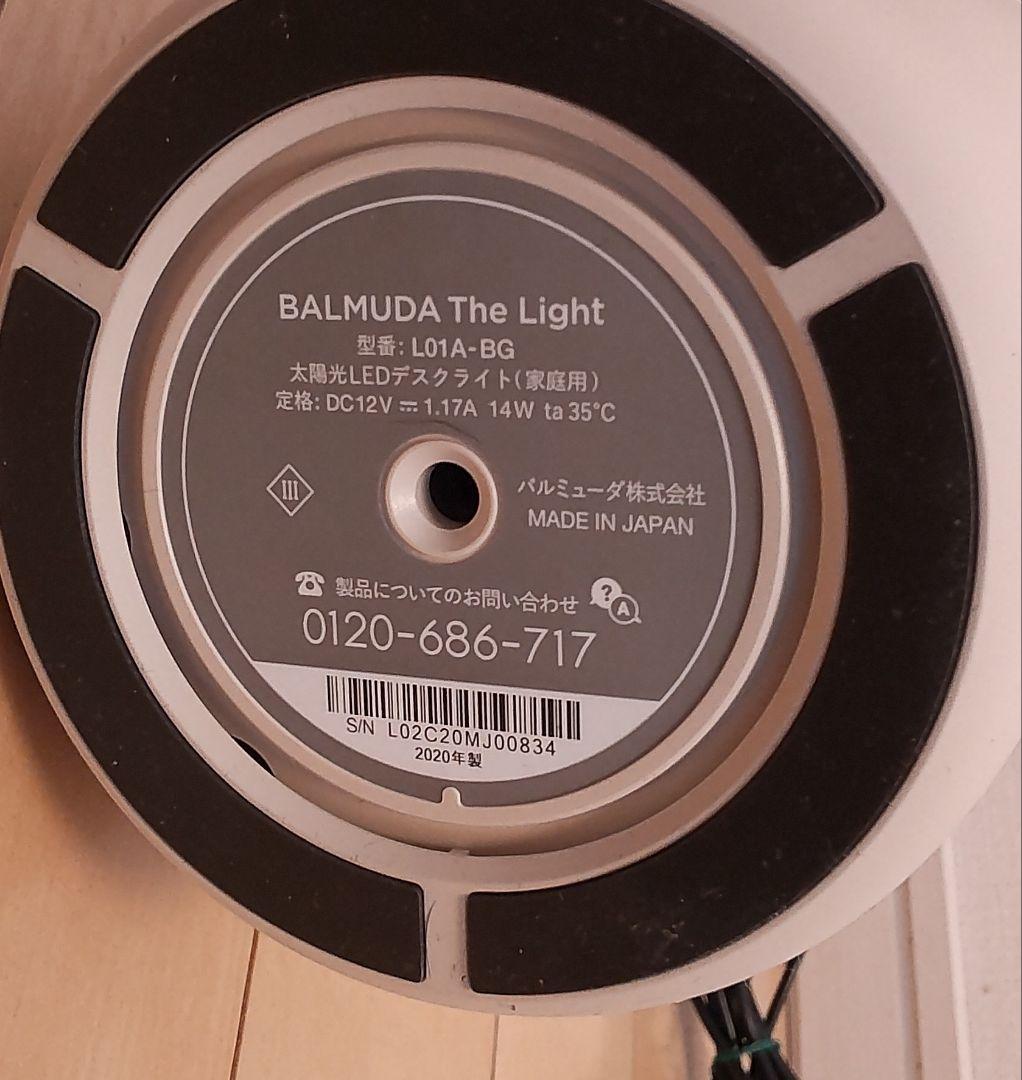 BALMUDA The Light
型番: L01A-BG
太陽光LEDデスクライト(家庭用)
定格: DC12V ⎓ 1.17A 14W ta 35°C
III
バルミューダ株式会社
MADE IN JAPAN
製品についてのお問い合わせ ? A
0120-686-717
S/N L02C20MJ00834
2020年製